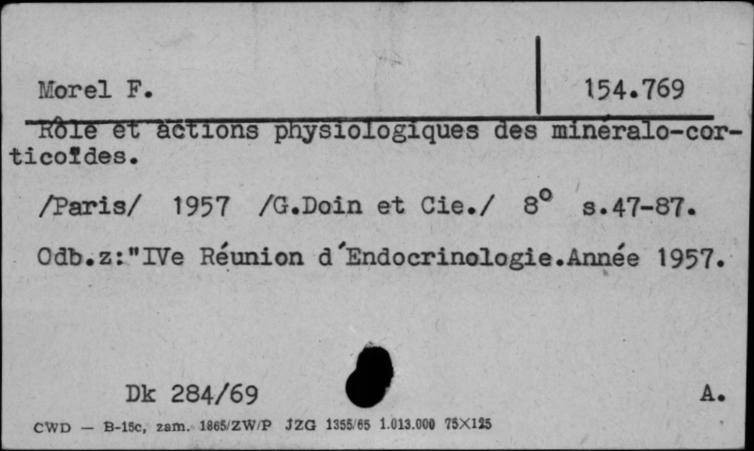 Morel F. 154.769
Rôle et actions physiologiques des minéralo-cor-
ticoïdes.
/Paris/ 1957 /G.Doin et Cie./ 8° s.47-87.
Odb.z:"IVe Réunion d´Endocrinologie.Année 1957.
Dk 284/69 A.
CWD — B-15c, zam. 1865/ZW/P JZG 1355/65 1.013.000 75X125